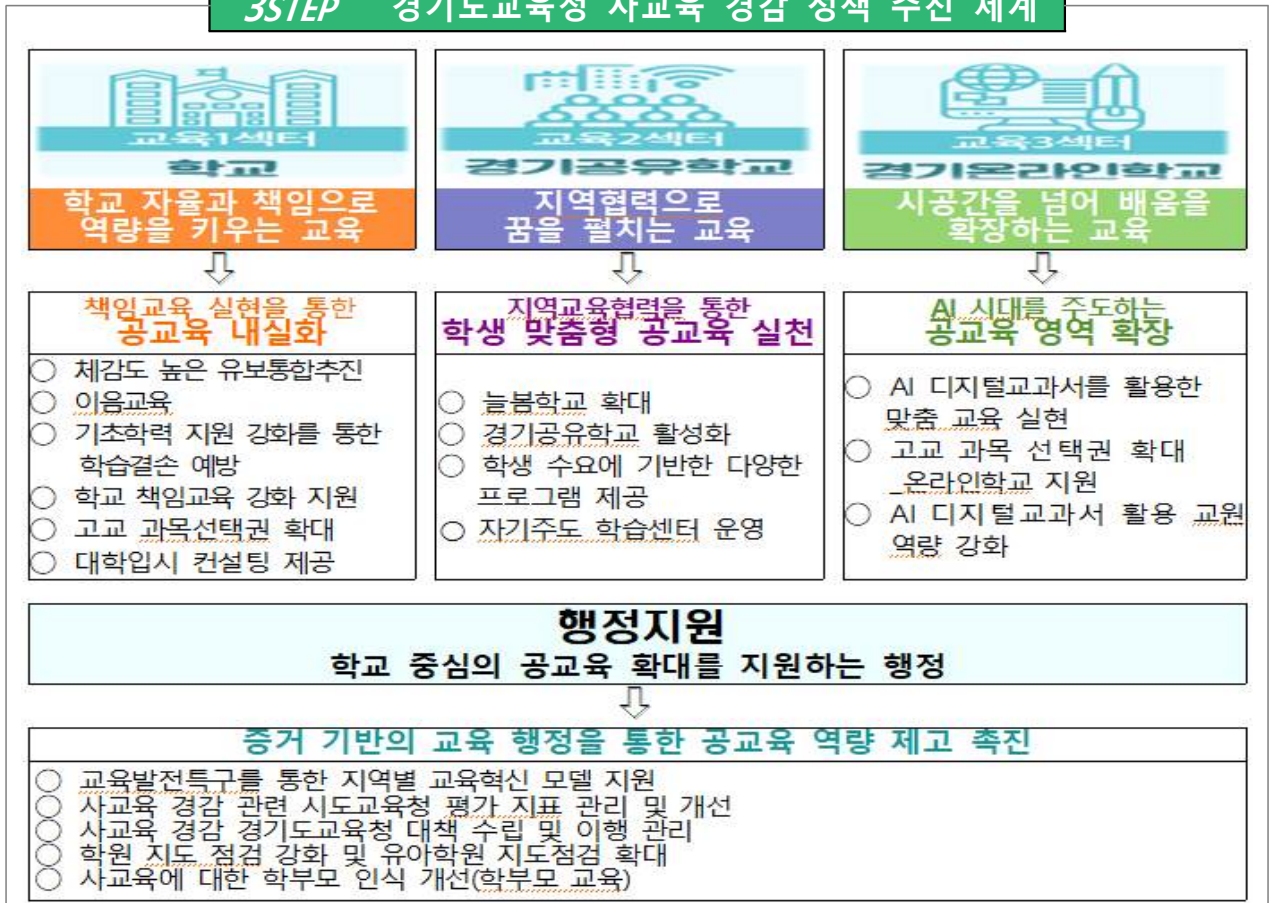 3STEP 경기도교육청 사교육 경감 정책 추진 체계
교육1섹터
학교
학교 자율과 책임으로
역량을 키우는 교육
교육2섹터
경기공유학교
지역협력으로
꿈을 펼치는 교육
교육3섹터
경기온라인학교
시공간을 넘어 배움을
확장하는 교육
책임교육 실현을 통한
공교육 내실화
○ 체감도 높은 유보통합추진
○ 이음교육
○ 기초학력 지원 강화를 통한
학습결손 예방
○ 학교 책임교육 강화 지원
○ 고교 과목선택권 확대
○ 대학입시 컨설팅 제공
지역교육협력을 통한
학생 맞춤형 공교육 실천
○ 늘봄학교 확대
○ 경기공유학교 활성화
○ 학생 수요에 기반한 다양한
프로그램 제공
○ 자기주도 학습센터 운영
AI 시대를 주도하는
공교육 영역 확장
○ AI 디지털교과서를 활용한
맞춤 교육 실현
○ 고교 과목 선택권 확대
_온라인학교 지원
○ AI 디지털교과서 활용 교원
역량 강화
행정지원
학교 중심의 공교육 확대를 지원하는 행정
증거 기반의 교육 행정을 통한 공교육 역량 제고 촉진
○ 교육발전특구를 통한 지역별 교육혁신 모델 지원
○ 사교육 경감 관련 시도교육청 평가 지표 관리 및 개선
○ 사교육 경감 경기도교육청 대책 수립 및 이행 관리
○ 학원 지도 점검 강화 및 유아학원 지도점검 확대
○ 사교육에 대한 학부모 인식 개선(학부모 교육)